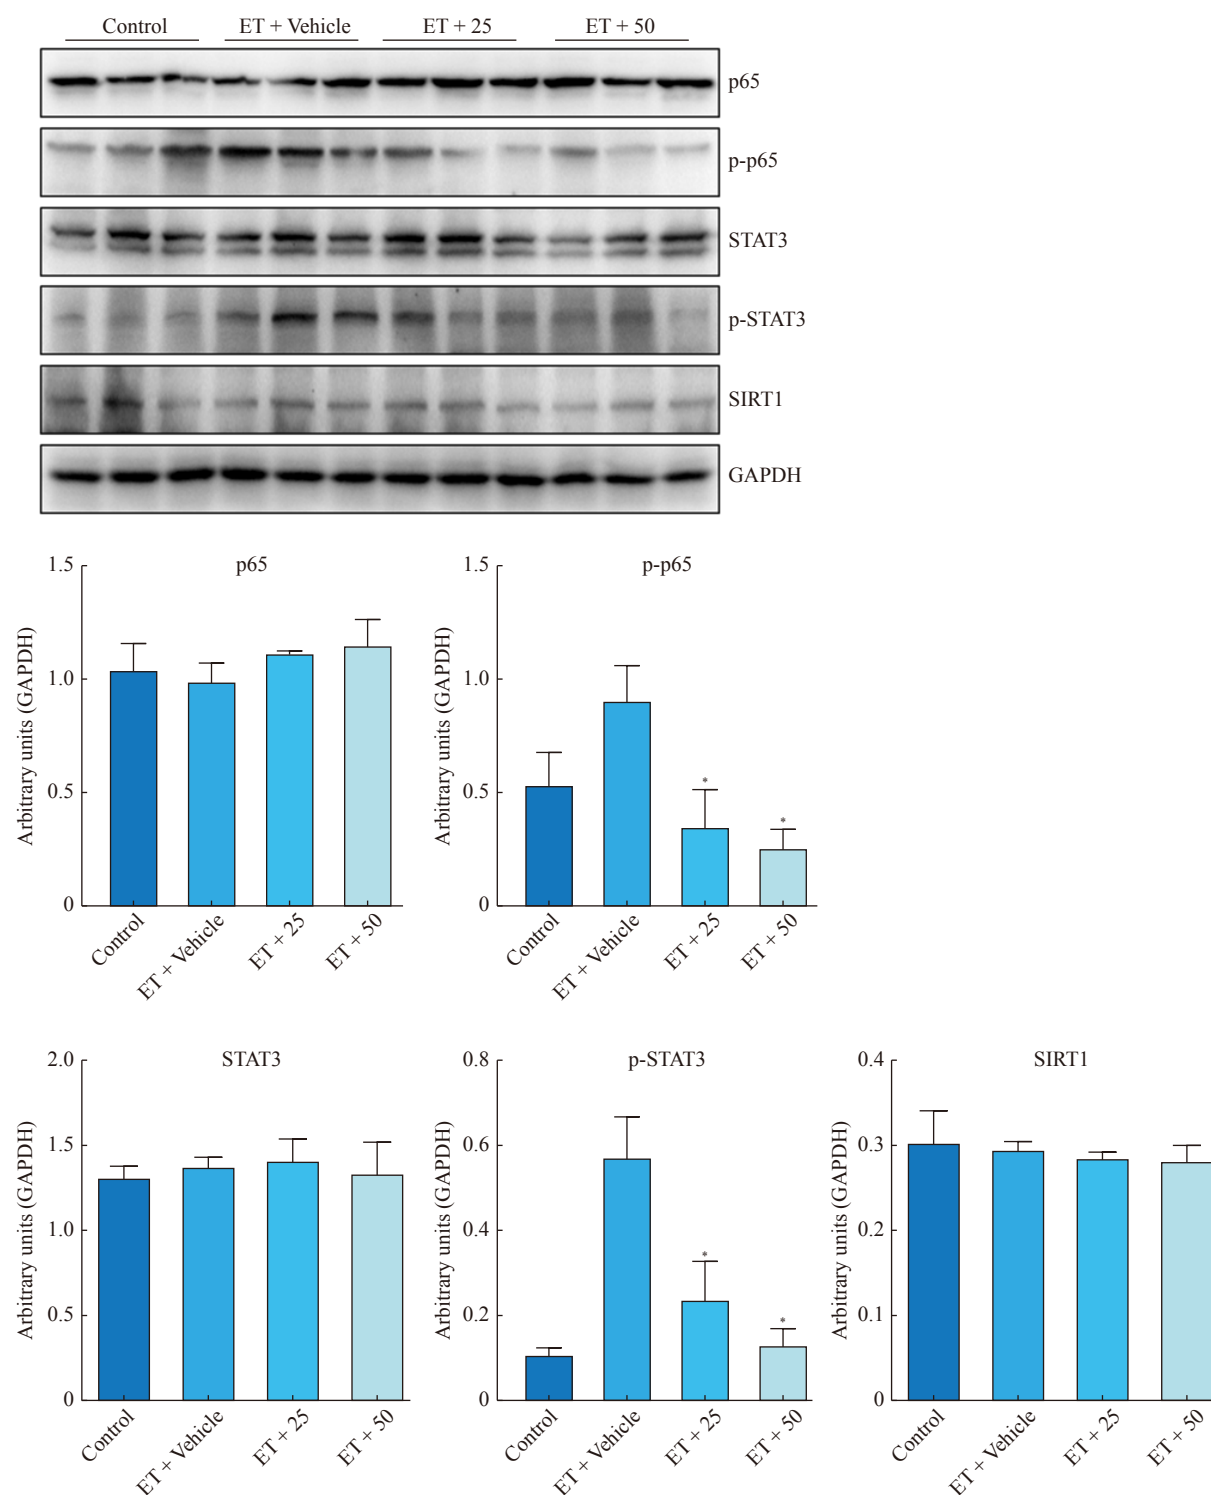 Control ET + Vehicle ET + 25 ET + 50
p65
p-p65
STAT3
p-STAT3
SIRT1
GAPDH
p65
Arbitrary units (GAPDH)
1.5
1.0
0.5
0
Control
ET + Vehicle
ET + 25
ET + 50
p-p65
Arbitrary units (GAPDH)
1.5
1.0
0.5
0
*
*
Control
ET + Vehicle
ET + 25
ET + 50
STAT3
Arbitrary units (GAPDH)
2.0
1.5
1.0
0.5
0
Control
ET + Vehicle
ET + 25
ET + 50
p-STAT3
Arbitrary units (GAPDH)
0.8
0.6
0.4
0.2
0
*
*
Control
ET + Vehicle
ET + 25
ET + 50
SIRT1
Arbitrary units (GAPDH)
0.4
0.3
0.2
0.1
0
Control
ET + Vehicle
ET + 25
ET + 50